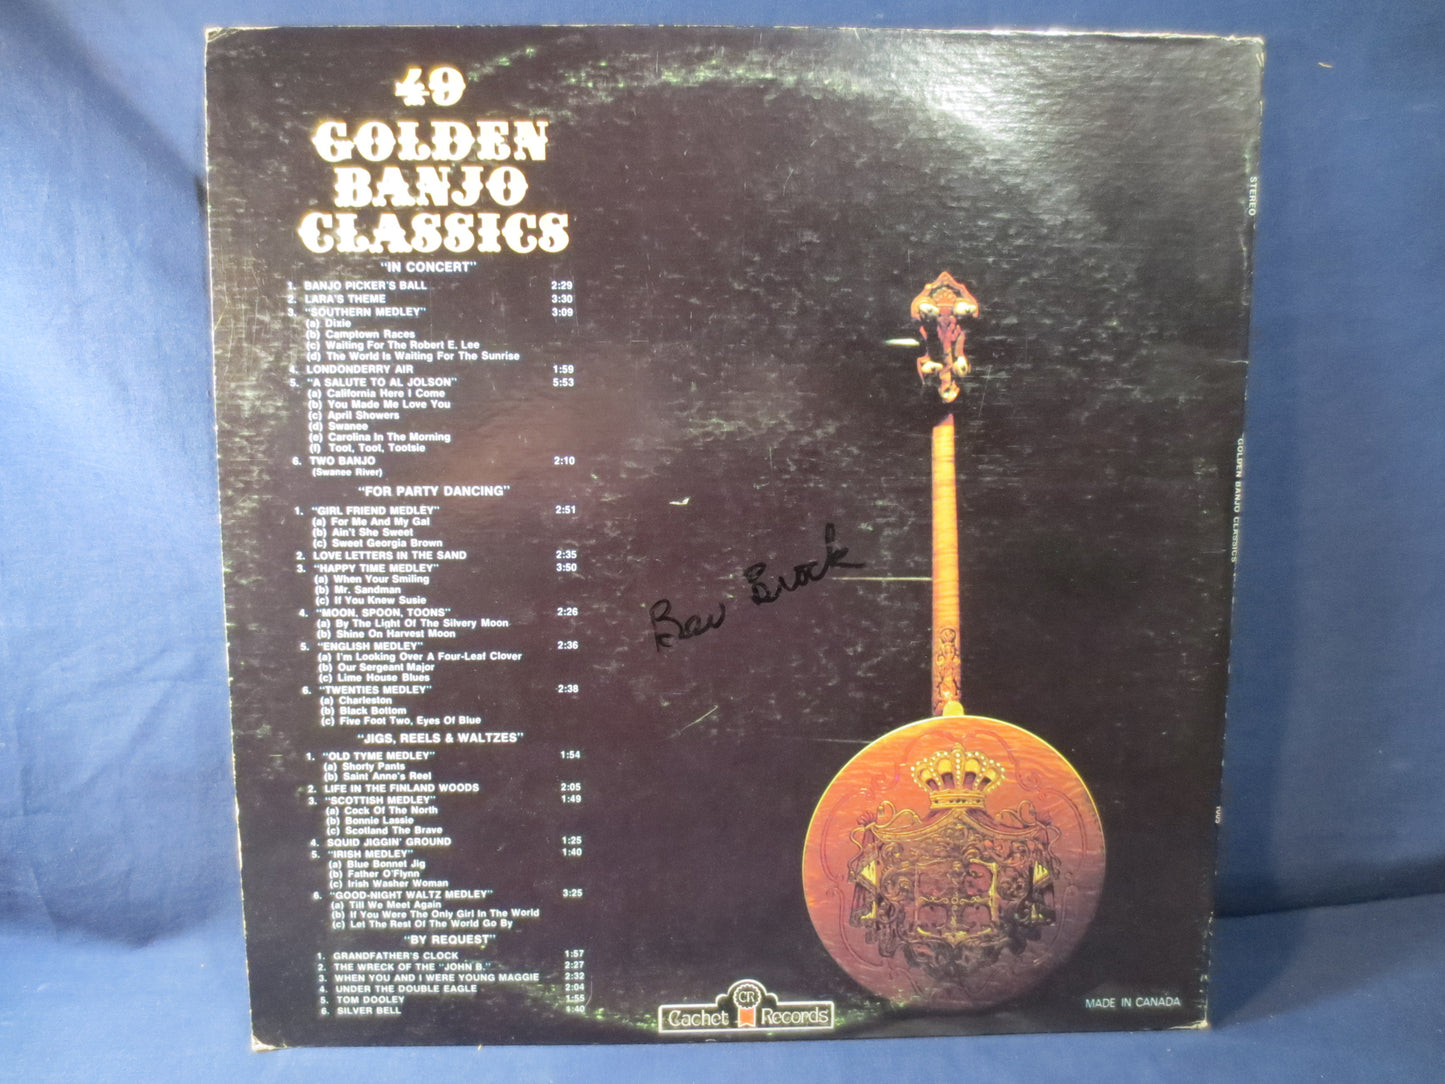 49
GOLDEN
BANJO
CLASSICS
"IN CONCERT"
1. BANJO PICKER'S BALL 2:29
2. LARA'S THEME 3:30
3. "SOUTHERN MEDLEY" 3:09
(a) Dixie
(b) Camptown Races
(c) Waiting For The Robert E. Lee
(d) The World Is Waiting For The Sunrise
4. LONDONDERRY AIR 1:59
5. "A SALUTE TO AL JOLSON" 5:53
(a) California Here I Come
(b) You Made Me Love You
(c) April Showers
(d) Swanee
(e) Carolina In The Morning
(f) Toot, Toot, Tootsie
6. TWO BANJO 2:10
(Swanee River)
"FOR PARTY DANCING"
1. "GIRL FRIEND MEDLEY" 2:51
(a) For Me And My Gal
(b) Ain't She Sweet
(c) Sweet Georgia Brown
2. LOVE LETTERS IN THE SAND 2:35
3. "HAPPY TIME MEDLEY" 3:50
(a) When Your Smiling
(b) Mr. Sandman
(c) If You Knew Susie
4. "MOON, SPOON, TOONS" 2:26
(a) By The Light Of The Silvery Moon
(b) Shine On Harvest Moon
5. "ENGLISH MEDLEY" 2:36
(a) I'm Looking Over A Four-Leaf Clover
(b) Our Sergeant Major
(c) Lime House Blues
6. "TWENTIES MEDLEY" 2:38
(a) Charleston
(b) Black Bottom
(c) Five Foot Two, Eyes Of Blue
"JIGS, REELS & WALTZES"
1. "OLD TYME MEDLEY" 1:54
(a) Shorty Pants
(b) Saint Anne's Reel
2. LIFE IN THE FINLAND WOODS 2:05
3. "SCOTTISH MEDLEY" 1:49
(a) Cock Of The North
(b) Bonnie Lassie
(c) Scotland The Brave
4. SQUID JIGGIN' GROUND 1:25
5. "IRISH MEDLEY" 1:40
(a) Blue Bonnet Jig
(b) Father O'Flynn
(c) Irish Washer Woman
6. "GOOD-NIGHT WALTZ MEDLEY" 3:25
(a) Till We Meet Again
(b) If You Were The Only Girl In The World
(c) Let The Rest Of The World Go By
"BY REQUEST"
1. GRANDFATHER'S CLOCK 1:57
2. THE WRECK OF THE "JOHN B." 2:27
3. WHEN YOU AND I WERE YOUNG MAGGIE 2:32
4. UNDER THE DOUBLE EAGLE 2:04
5. TOM DOOLEY 1:55
6. SILVER BELL 1:40
Bev Brock
CR
Cachet Records
MADE IN CANADA
STEREO
"GOLDEN BANJO CLASSICS"